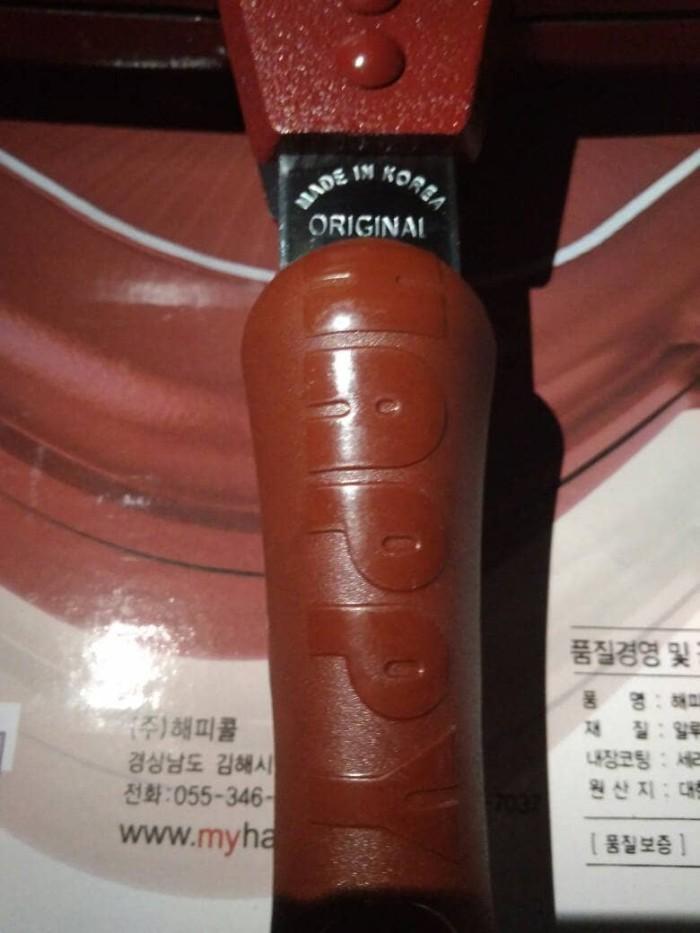 MADE IN KOREA
ORIGINAL
HAPPY
(주)해피콜
경상남도 김해시
전화:055-346-
-7037
www.myha
품질경영 및
품 명 : 해피
재 질 : 알루
내장코팅 : 세라
원 산 지 : 대한
[ 품질보증 ]